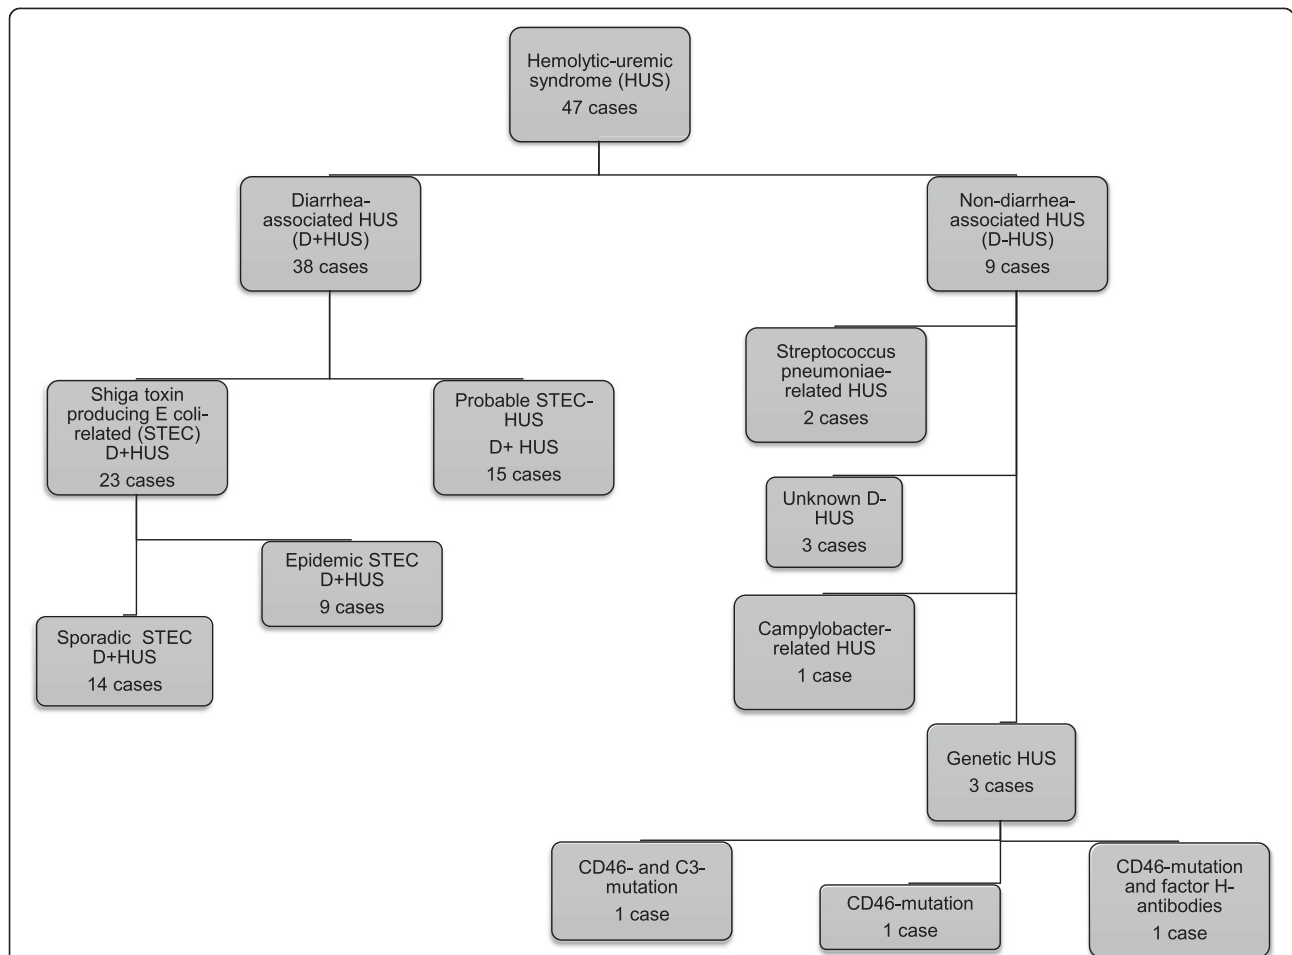 Hemolytic-uremic
syndrome (HUS)
47 cases
Diarrhea-
associated HUS
(D+HUS)
38 cases
Non-diarrhea-
associated HUS
(D-HUS)
9 cases
Streptococcus
pneumoniae-
related HUS
2 cases
Shiga toxin
producing E coli-
related (STEC)
D+HUS
23 cases
Probable STEC-
HUS
D+ HUS
15 cases
Unknown D-
HUS
3 cases
Epidemic STEC
D+HUS
9 cases
Sporadic STEC
D+HUS
14 cases
Campylobacter-
related HUS
1 case
Genetic HUS
3 cases
CD46- and C3-
mutation
1 case
CD46-mutation
1 case
CD46-mutation
and factor H-
antibodies
1 case